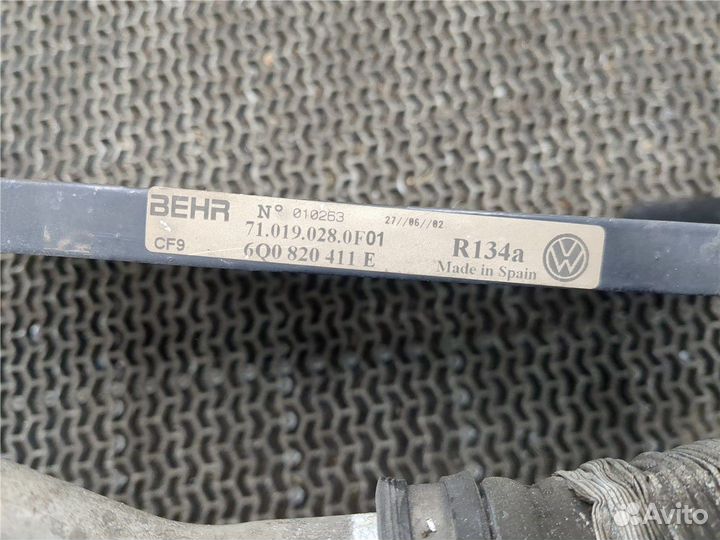 BEHR N° 010263 27//06//02
71.019.028.0F01 R134a
CF9 6Q0 820 411 E Made in Spain
Avito